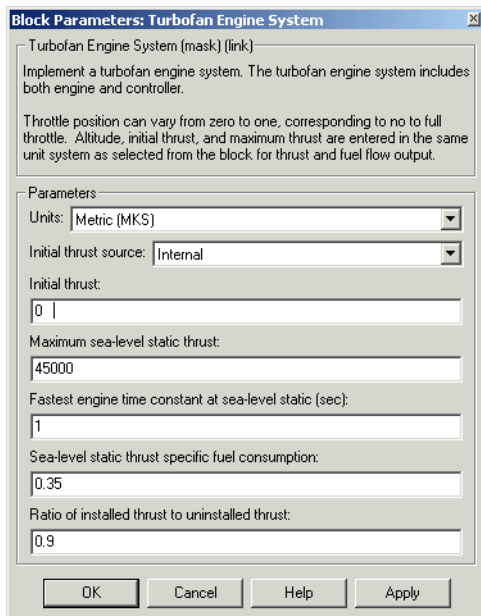 Block Parameters: Turbofan Engine System
Turbofan Engine System (mask) (link)
Implement a turbofan engine system. The turbofan engine system includes
both engine and controller.
Throttle position can vary from zero to one, corresponding to no to full
throttle. Altitude, initial thrust, and maximum thrust are entered in the same
unit system as selected from the block for thrust and fuel flow output.
Parameters
Units: Metric (MKS)
Initial thrust source: Internal
Initial thrust:
0
Maximum sea-level static thrust:
45000
Fastest engine time constant at sea-level static (sec):
1
Sea-level static thrust specific fuel consumption:
0.35
Ratio of installed thrust to uninstalled thrust:
0.9
OK Cancel Help Apply